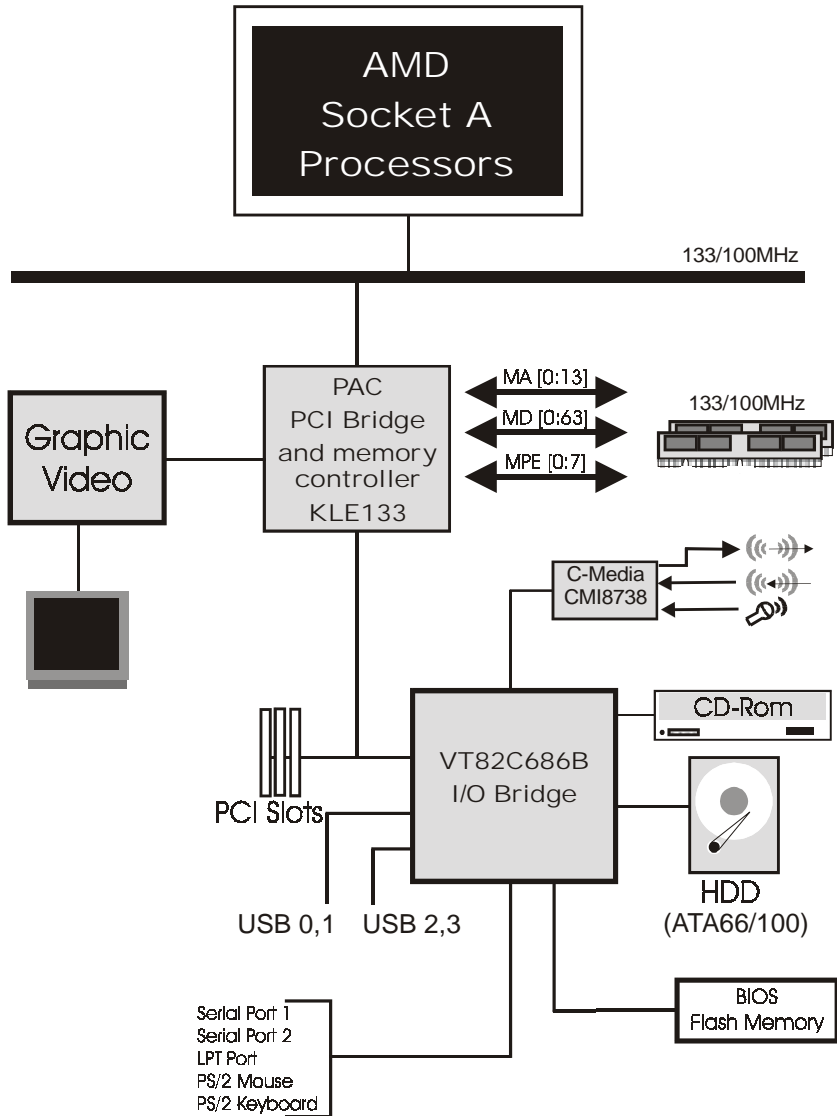 AMD
Socket A
Processors
133/100MHz
PAC
PCI Bridge
and memory
controller
KLE133
MA [0:13]
MD [0:63]
MPE [0:7]
133/100MHz
Graphic
Video
C-Media
CMI8738
CD-Rom
VT82C686B
I/O Bridge
PCI Slots
HDD
(ATA66/100)
USB 0,1
USB 2,3
BIOS
Flash Memory
Serial Port 1
Serial Port 2
LPT Port
PS/2 Mouse
PS/2 Keyboard